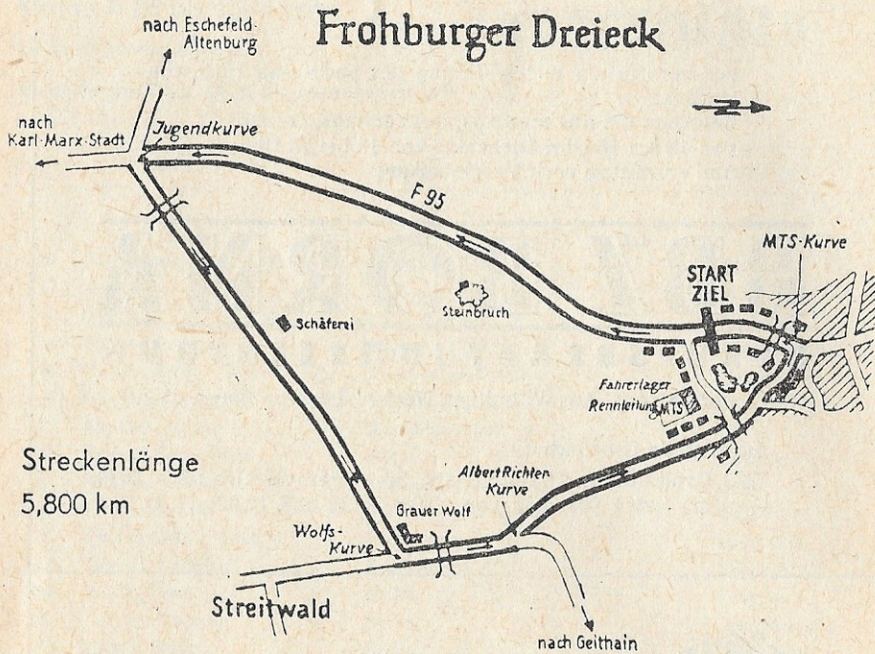 Frohburger Dreieck
nach Eschefeld-
Altenburg
nach
Karl-Marx-Stadt
Jugendkurve
N
F 95
MTS-Kurve
START
ZIEL
Steinbruch
Schäferei
Fahrerlager
Rennleitung
MTS
Streckenlänge
5,800 km
Albert Richter
Kurve
Grauer Wolf
Wolfs-
Kurve
Streitwald
nach Geithain